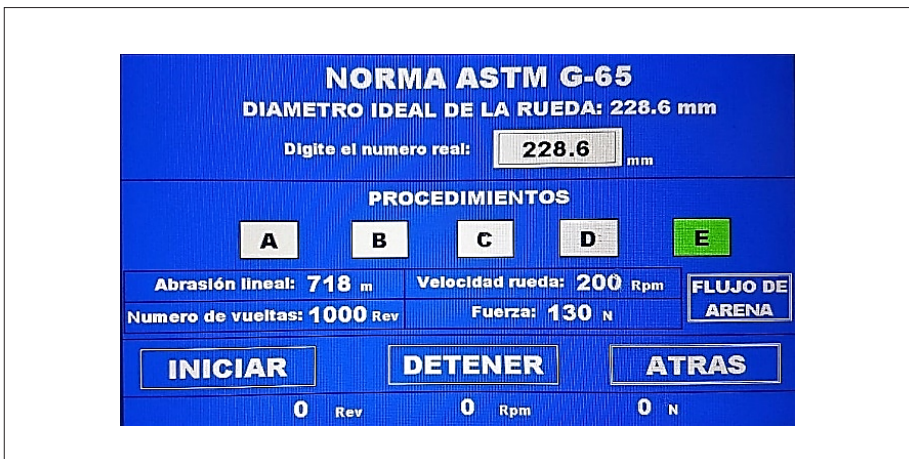 NORMA ASTM G-65
DIAMETRO IDEAL DE LA RUEDA: 228.6 mm
Digite el numero real: 228.6 mm
PROCEDIMIENTOS
A B C D E
Abrasión lineal: 718 m Velocidad rueda: 200 Rpm
FLUJO DE ARENA
Numero de vueltas: 1000 Rev Fuerza: 130 N
INICIAR DETENER ATRAS
0 Rev 0 Rpm 0 N